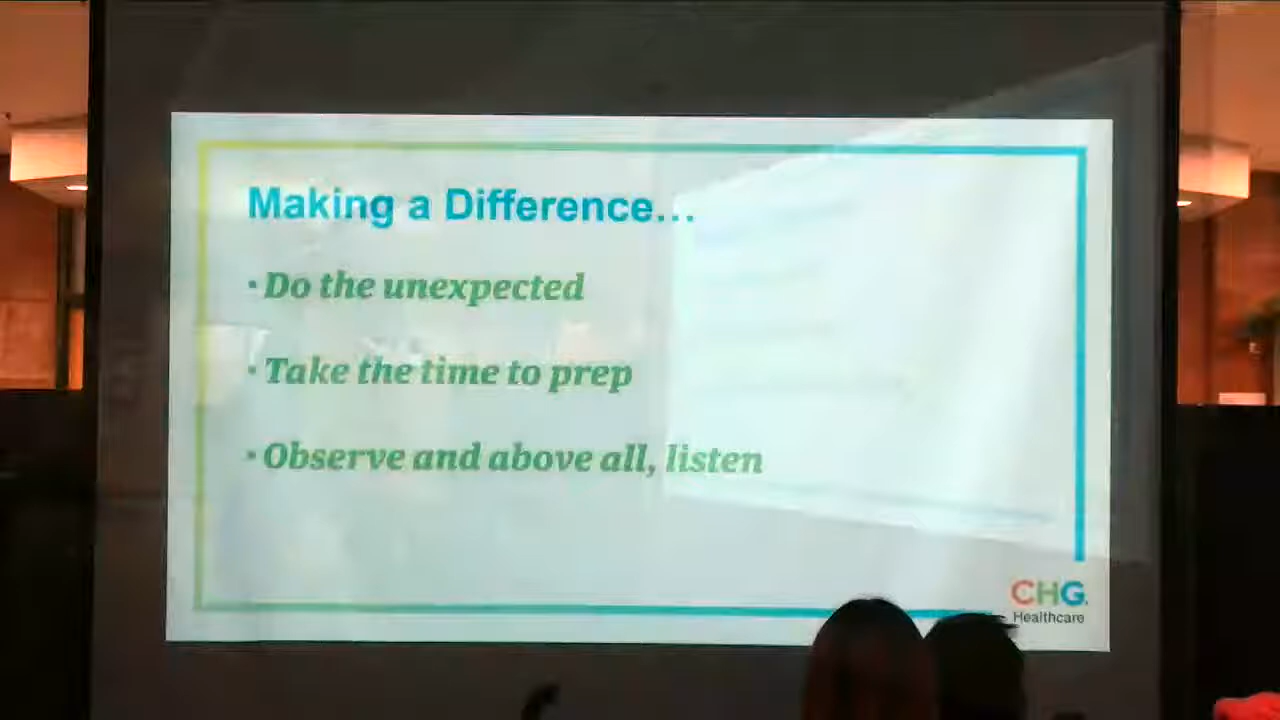 Making a Difference...
• Do the unexpected
• Take the time to prep
• Observe and above all, listen
CHG.
Healthcare